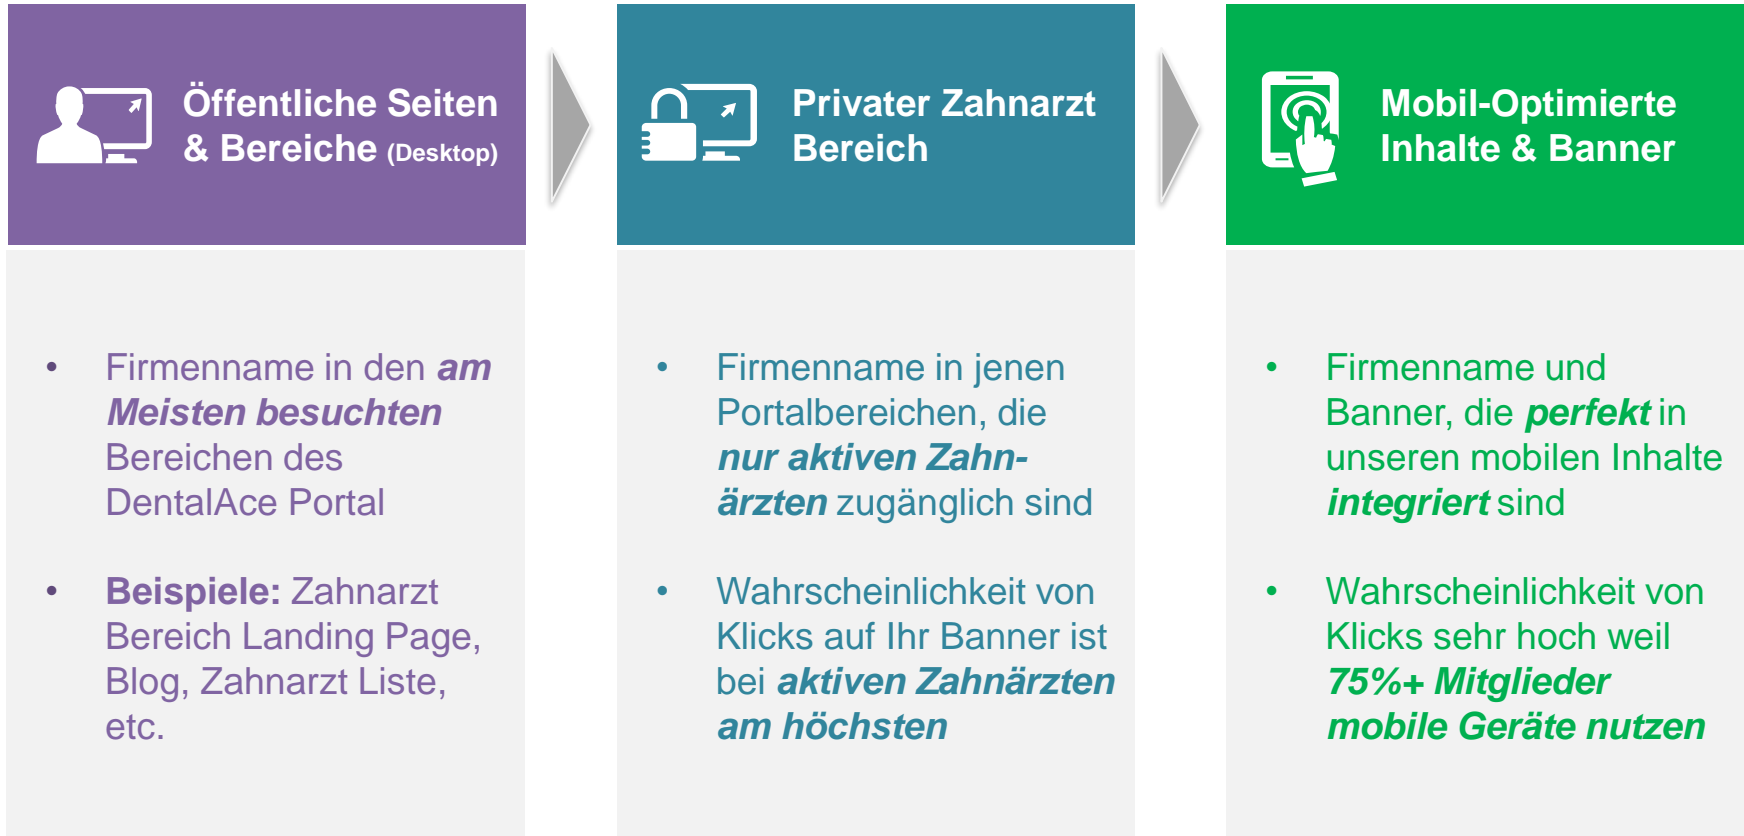 Öffentliche Seiten
& Bereiche (Desktop)
• Firmenname in den am
Meisten besuchten
Bereichen des
DentalAce Portal
• Beispiele: Zahnarzt
Bereich Landing Page,
Blog, Zahnarzt Liste,
etc.
Privater Zahnarzt
Bereich
• Firmenname in jenen
Portalbereichen, die
nur aktiven Zahn-
ärzten zugänglich sind
• Wahrscheinlichkeit von
Klicks auf Ihr Banner ist
bei aktiven Zahnärzten
am höchsten
Mobil-Optimierte
Inhalte & Banner
• Firmenname und
Banner, die perfekt in
unseren mobilen Inhalte
integriert sind
• Wahrscheinlichkeit von
Klicks sehr hoch weil
75%+ Mitglieder
mobile Geräte nutzen